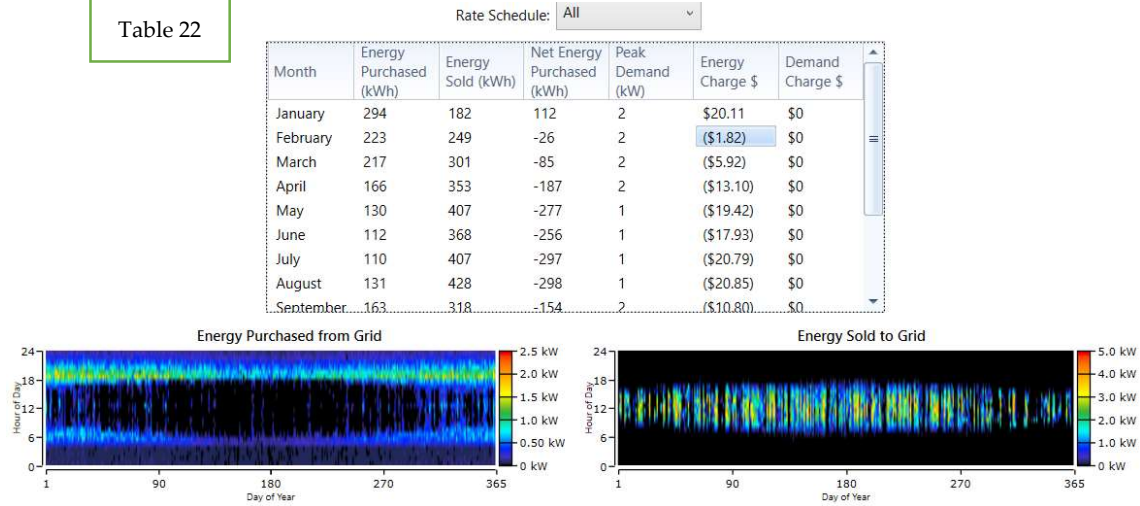 Table 22
Rate Schedule: All
Month Energy Purchased (kWh) Energy Sold (kWh) Net Energy Purchased (kWh) Peak Demand (kW) Energy Charge $ Demand Charge $
January 294 182 112 2 $20.11 $0
February 223 249 -26 2 ($1.82) $0
March 217 301 -85 2 ($5.92) $0
April 166 353 -187 2 ($13.10) $0
May 130 407 -277 1 ($19.42) $0
June 112 368 -256 1 ($17.93) $0
July 110 407 -297 1 ($20.79) $0
August 131 428 -298 1 ($20.85) $0
September 163 318 -154 2 ($10.80) $0
Energy Purchased from Grid
24
18
12
6
0
Hour of Day
1 90 180 270 365
Day of Year
2.5 kW
2.0 kW
1.5 kW
1.0 kW
0.50 kW
0 kW
Energy Sold to Grid
24
18
12
6
0
Hour of Day
1 90 180 270 365
Day of Year
5.0 kW
4.0 kW
3.0 kW
2.0 kW
1.0 kW
0 kW